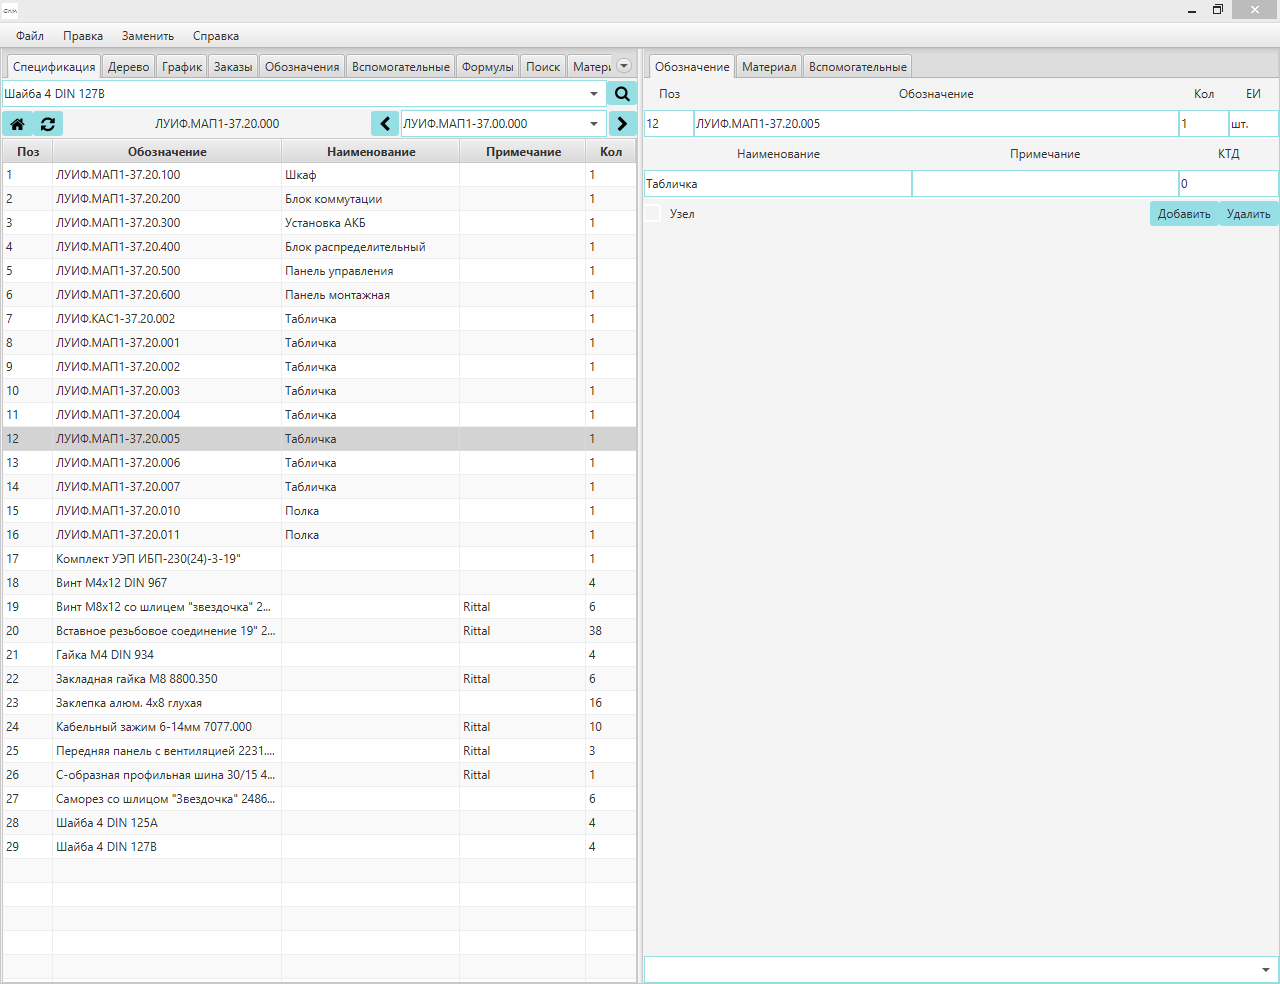 Файл Правка Заменить Справка
Спецификация Дерево График Заказы Обозначения Вспомогательные Формулы Поиск
Шайба 4 DIN 127B
ЛУИФ.МАП1-37.20.000 ЛУИФ.МАП1-37.00.000
Поз Обозначение Наименование Примечание Кол
1 ЛУИФ.МАП1-37.20.100 Шкаф 1
2 ЛУИФ.МАП1-37.20.200 Блок коммутации 1
3 ЛУИФ.МАП1-37.20.300 Установка АКБ 1
4 ЛУИФ.МАП1-37.20.400 Блок распределительный 1
5 ЛУИФ.МАП1-37.20.500 Панель управления 1
6 ЛУИФ.МАП1-37.20.600 Панель монтажная 1
7 ЛУИФ.КАС1-37.20.002 Табличка 1
8 ЛУИФ.МАП1-37.20.001 Табличка 1
9 ЛУИФ.МАП1-37.20.002 Табличка 1
10 ЛУИФ.МАП1-37.20.003 Табличка 1
11 ЛУИФ.МАП1-37.20.004 Табличка 1
12 ЛУИФ.МАП1-37.20.005 Табличка 1
13 ЛУИФ.МАП1-37.20.006 Табличка 1
14 ЛУИФ.МАП1-37.20.007 Табличка 1
15 ЛУИФ.МАП1-37.20.010 Полка 1
16 ЛУИФ.МАП1-37.20.011 Полка 1
17 Комплект УЭП ИБП-230(24)-3-19" 1
18 Винт М4х12 DIN 967 4
19 Винт М8х12 со шлицем "звездочка" 2... Rittal 6
20 Вставное резьбовое соединение 19" 2... Rittal 38
21 Гайка М4 DIN 934 4
22 Закладная гайка М8 8800.350 Rittal 6
23 Заклепка алюм. 4х8 глухая 16
24 Кабельный зажим 6-14мм 7077.000 Rittal 10
25 Передняя панель с вентиляцией 2231.... Rittal 3
26 С-образная профильная шина 30/15 4... Rittal 1
27 Саморез со шлицом "Звездочка" 2486... 6
28 Шайба 4 DIN 125A 4
29 Шайба 4 DIN 127B 4
Обозначение Материал Вспомогательные
Поз Обозначение Кол ЕИ
12 ЛУИФ.МАП1-37.20.005 1 шт.
Наименование Примечание КТД
Табличка 0
Узел Добавить Удалить